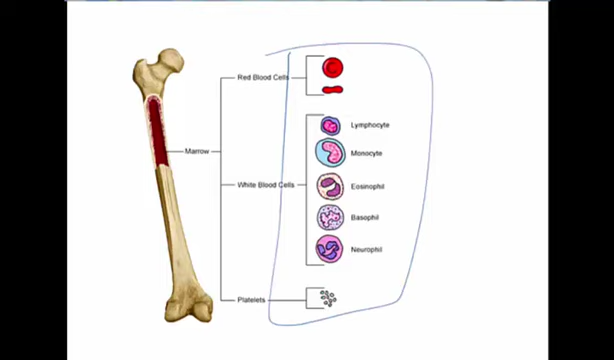 Red Blood Cells
Lymphocyte
Marrow
Monocyte
White Blood Cells
Eosinophil
Basophil
Neurophil
Platelets